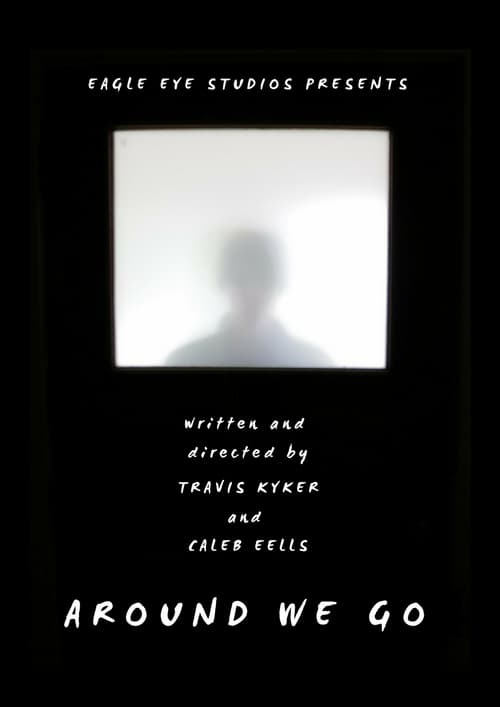 EAGLE EYE STUDIOS PRESENTS
written and
directed by
TRAVIS KYKER
and
CALEB EELLS
AROUND WE GO